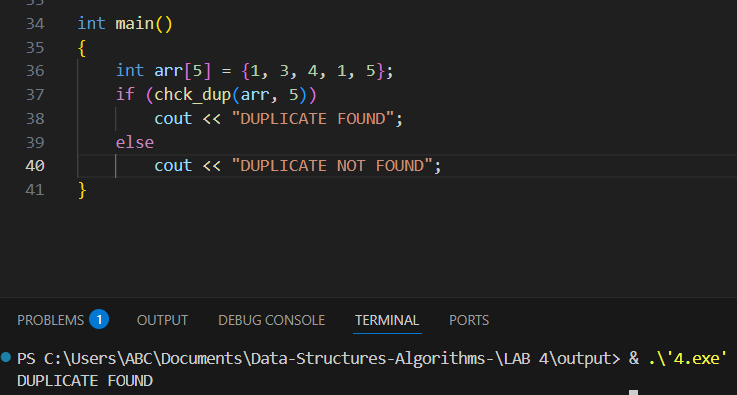 33
34 int main()
35 {
36 int arr[5] = {1, 3, 4, 1, 5};
37 if (chck_dup(arr, 5))
38 cout << "DUPLICATE FOUND";
39 else
40 cout << "DUPLICATE NOT FOUND";
41 }
PROBLEMS 1 OUTPUT DEBUG CONSOLE TERMINAL PORTS
PS C:\Users\ABC\Documents\Data-Structures-Algorithms-\LAB 4\output> & .\'4.exe'
DUPLICATE FOUND